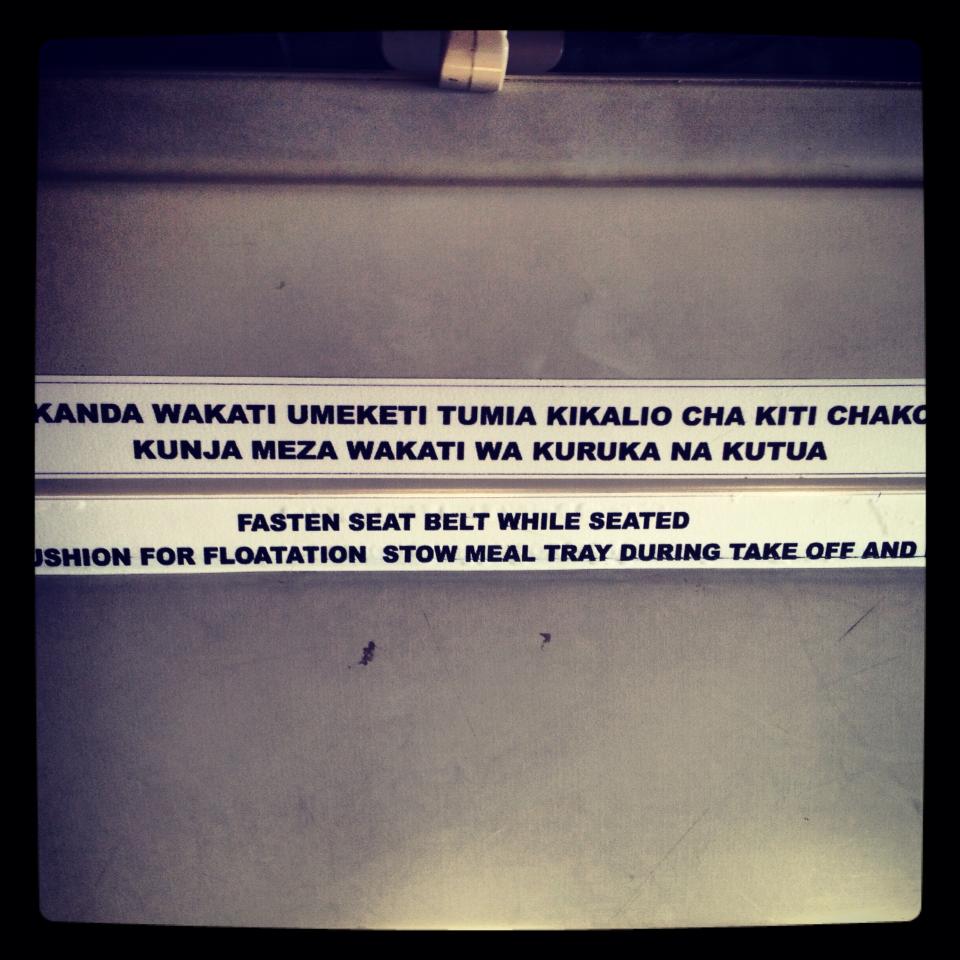 KANDA WAKATI UMEKETI TUMIA KIKALIO CHA KITI CHAKO
KUNJA MEZA WAKATI WA KURUKA NA KUTUA
FASTEN SEAT BELT WHILE SEATED
USHION FOR FLOATATION STOW MEAL TRAY DURING TAKE OFF AND